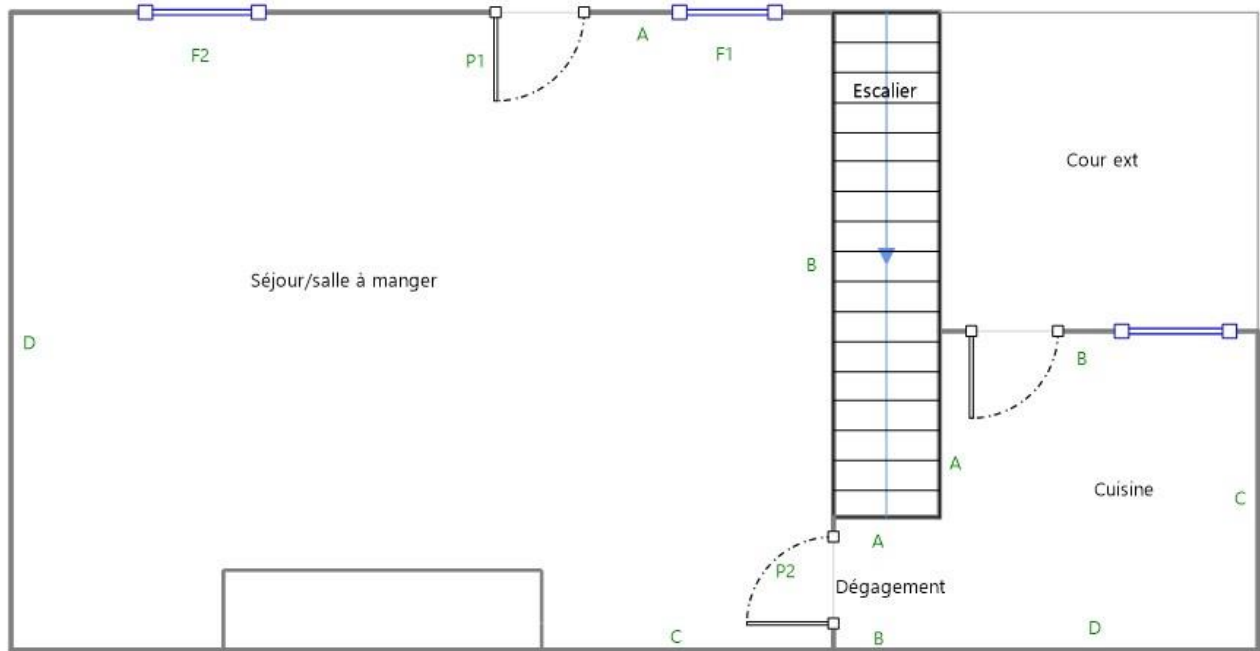 A
F2
P1
F1
Escalier
Cour ext
B
Séjour/salle à manger
D
B
A
Cuisine
C
A
P2
Dégagement
C
B
D